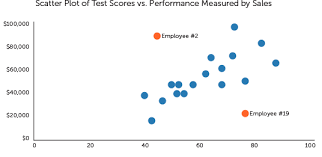 Scatter Plot of Test Scores vs. Performance Measured by Sales
$100,000
Employee #2
$80,000
$60,000
$40,000
$20,000
Employee #19
$0
0 20 40 60 80 100